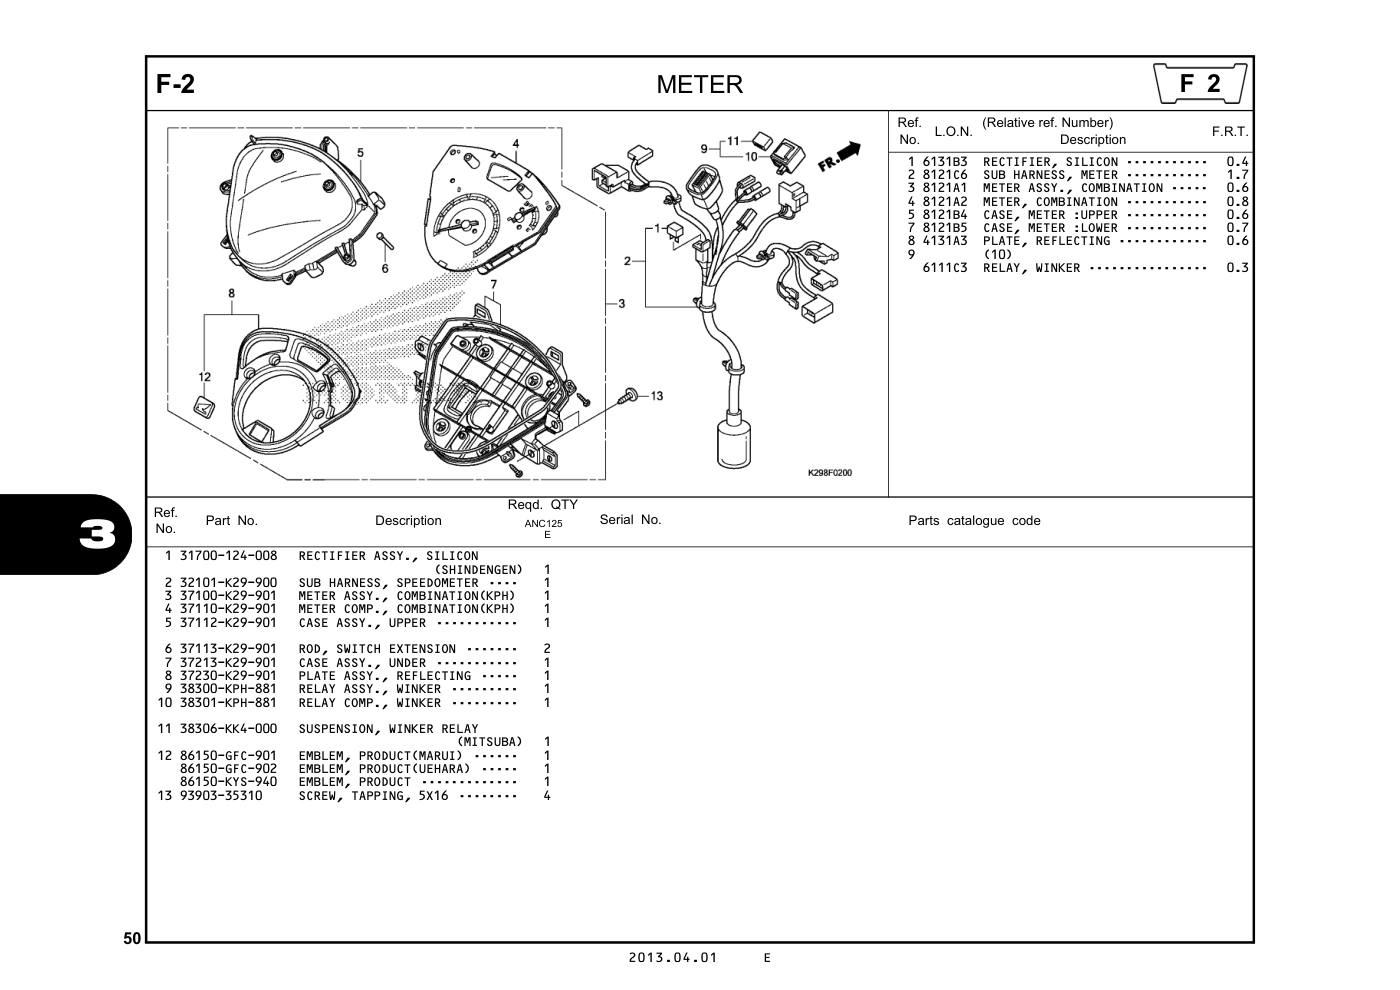 F-2
METER
F 2
4
5
6
11
9
10
FR.
1
2
3
7
8
12
13
HONDA
K298F0200
Ref. No. L.O.N. (Relative ref. Number) Description F.R.T.
1 6131B3 RECTIFIER, SILICON ----------- 0.4
2 8121C6 SUB HARNESS, METER ----------- 1.7
3 8121A1 METER ASSY., COMBINATION ----- 0.6
4 8121A2 METER, COMBINATION ----------- 0.8
5 8121B4 CASE, METER :UPPER ----------- 0.6
7 8121B5 CASE, METER :LOWER ----------- 0.7
8 4131A3 PLATE, REFLECTING ------------ 0.6
9 (10)
6111C3 RELAY, WINKER ---------------- 0.3
3
Ref. No. Part No. Description Reqd. QTY ANC125 E Serial No. Parts catalogue code
1 31700-124-008 RECTIFIER ASSY., SILICON
(SHINDENGEN) 1
2 32101-K29-900 SUB HARNESS, SPEEDOMETER ---- 1
3 37100-K29-901 METER ASSY., COMBINATION(KPH) 1
4 37110-K29-901 METER COMP., COMBINATION(KPH) 1
5 37112-K29-901 CASE ASSY., UPPER ----------- 1
6 37113-K29-901 ROD, SWITCH EXTENSION ------- 2
7 37213-K29-901 CASE ASSY., UNDER ----------- 1
8 37230-K29-901 PLATE ASSY., REFLECTING ----- 1
9 38300-KPH-881 RELAY ASSY., WINKER --------- 1
10 38301-KPH-881 RELAY COMP., WINKER --------- 1
11 38306-KK4-000 SUSPENSION, WINKER RELAY
(MITSUBA) 1
12 86150-GFC-901 EMBLEM, PRODUCT(MARUI) ------ 1
86150-GFC-902 EMBLEM, PRODUCT(UEHARA) ----- 1
86150-KYS-940 EMBLEM, PRODUCT ------------- 1
13 93903-35310 SCREW, TAPPING, 5X16 -------- 4
50
2013.04.01 E